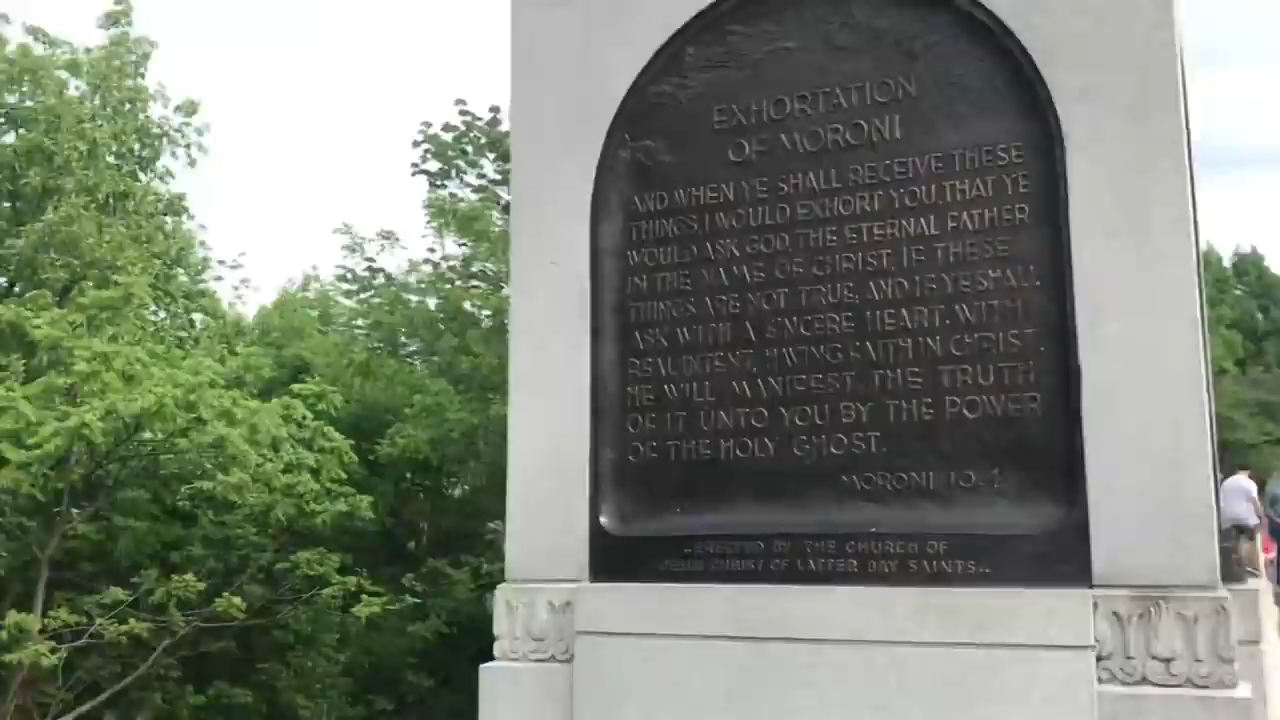 EXHORTATION
OF MORONI
AND WHEN YE SHALL RECEIVE THESE
THINGS, I WOULD EXHORT YOU, THAT YE
WOULD ASK GOD, THE ETERNAL FATHER
IN THE NAME OF CHRIST, IF THESE
THINGS ARE NOT TRUE; AND IF YE SHALL
ASK WITH A SINCERE HEART, WITH
REAL INTENT, HAVING FAITH IN CHRIST,
HE WILL MANIFEST THE TRUTH
OF IT UNTO YOU BY THE POWER
OF THE HOLY GHOST.
MORONI 10:4
ERECTED BY THE CHURCH OF
JESUS CHRIST OF LATTER DAY SAINTS